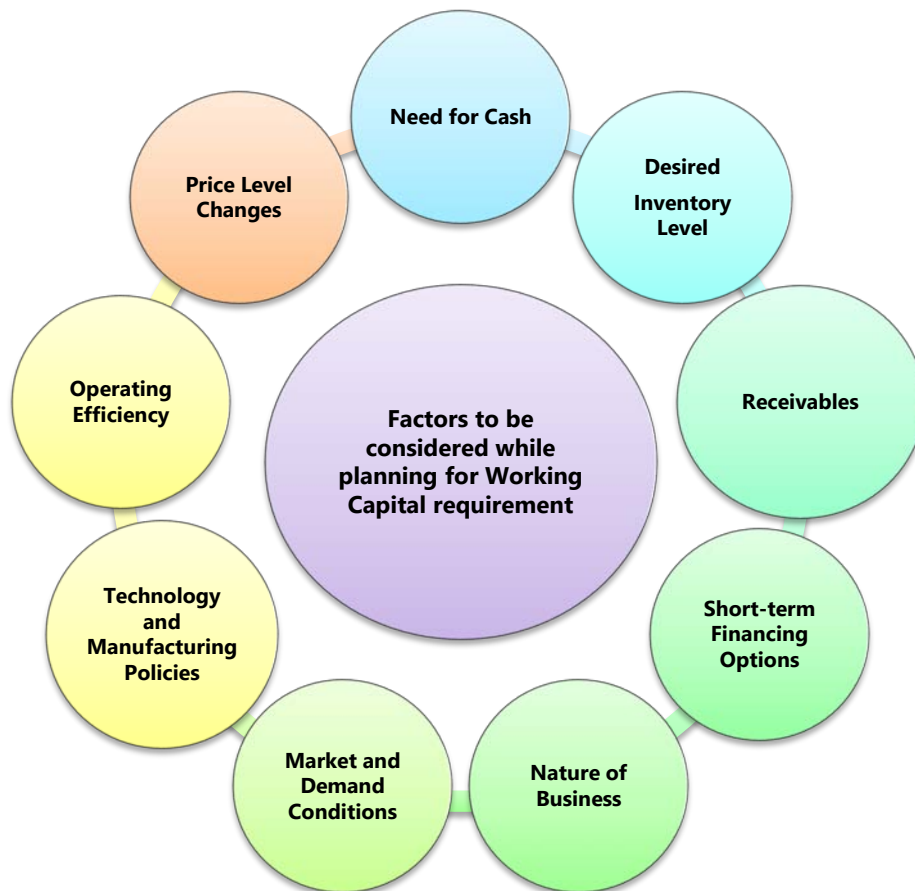 Need for Cash
Desired
Inventory
Level
Receivables
Short-term
Financing
Options
Nature of
Business
Market and
Demand
Conditions
Technology
and
Manufacturing
Policies
Operating
Efficiency
Price Level
Changes
Factors to be
considered while
planning for Working
Capital requirement